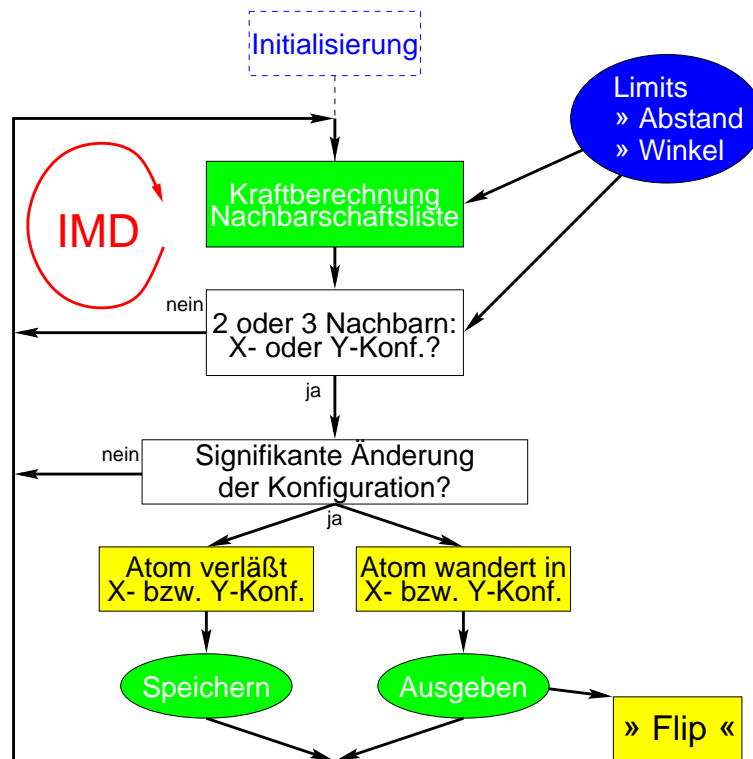 Initialisierung
Limits
» Abstand
» Winkel
Kraftberechnung
Nachbarschaftsliste
IMD
nein
2 oder 3 Nachbarn:
X- oder Y-Konf.?
ja
nein
Signifikante Änderung
der Konfiguration?
ja
Atom verläßt
X- bzw. Y-Konf.
Atom wandert in
X- bzw. Y-Konf.
Speichern
Ausgeben
» Flip «